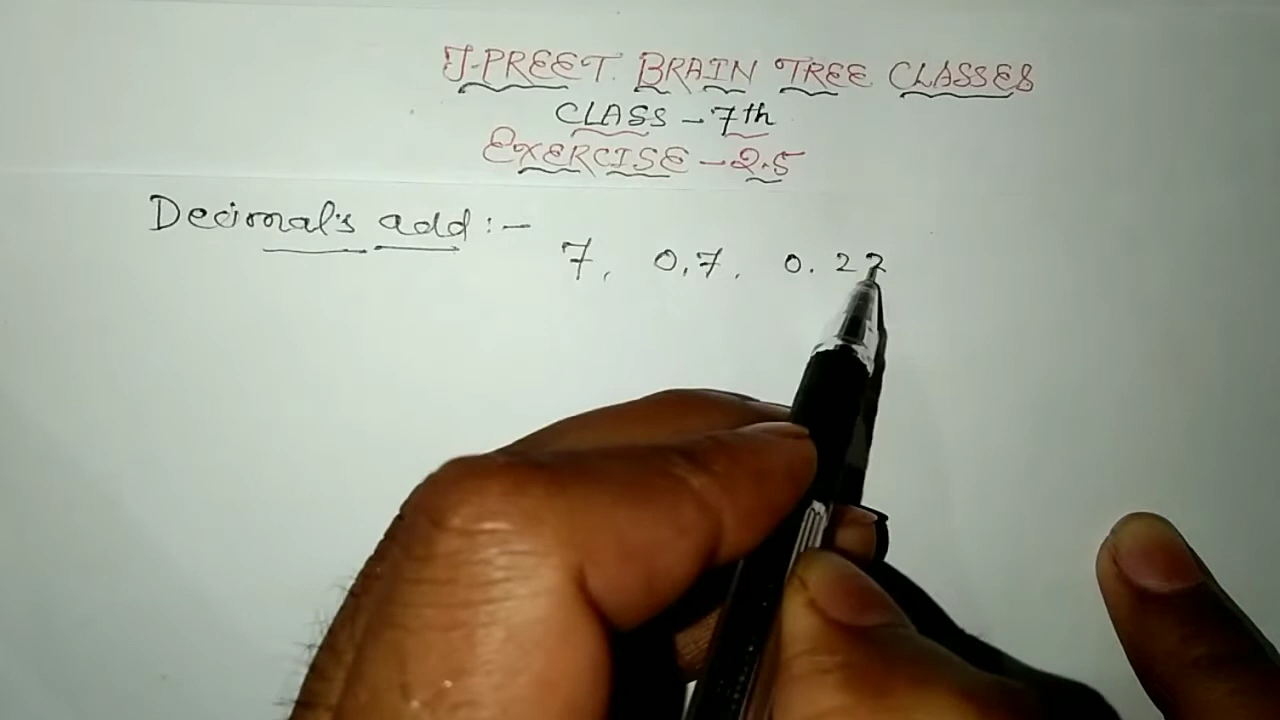 J-PREET BRAIN TREE CLASSES
CLASS - 7th
EXERCISE - 2.5
Decimal's add :-
7, 0.7, 0.22